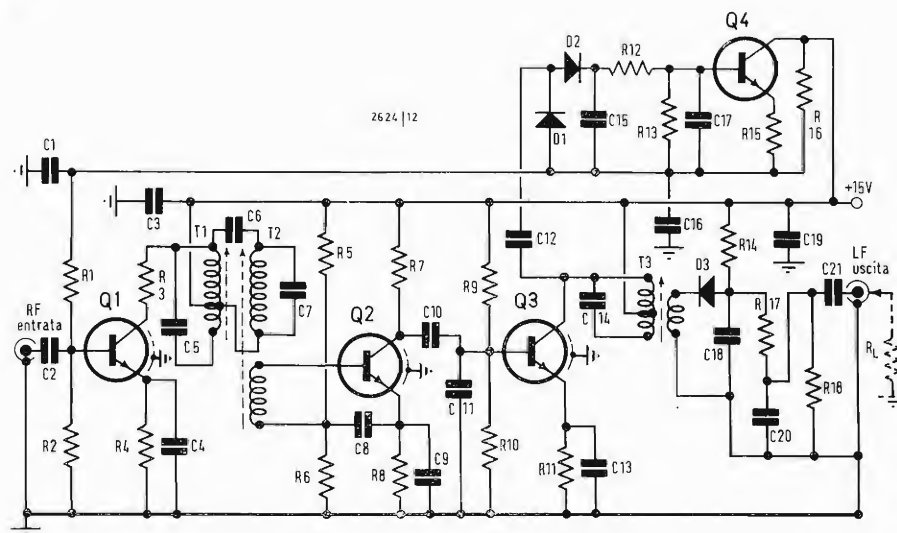 Q4
D2
R12
2624|12
C15
R13
C17
R15
R
16
D1
C1
+15V
C3
T1
C6
T2
R5
R7
C12
C16
R14
C19
LF
uscita
R1
R
3
R9
T3
D3
C21
Q1
C7
Q2
C10
Q3
C
14
R17
RF
entrata
C5
RL
C2
C18
R18
C
11
C20
R2
R4
C4
C8
R10
R6
R8
C9
R11
C13